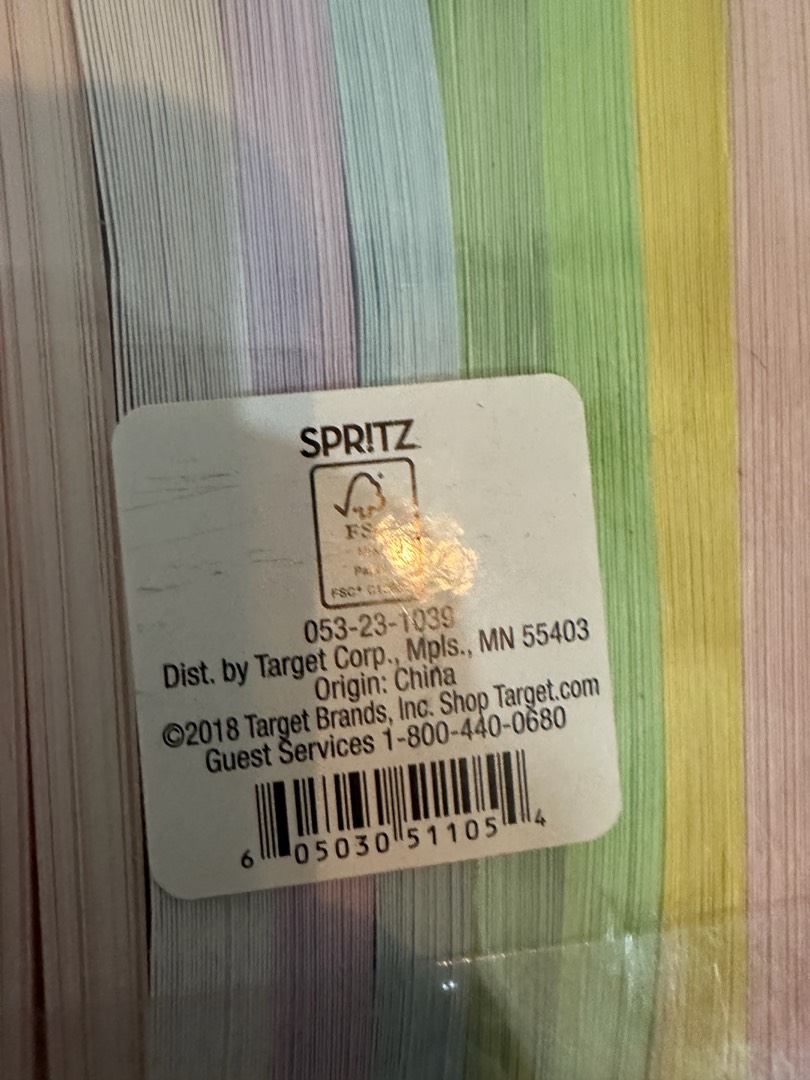 SPR!TZ
FSC® 
053-23-1039
Dist. by Target Corp., Mpls., MN 55403
Origin: China
©2018 Target Brands, Inc. Shop Target.com
Guest Services 1-800-440-0680
6 05030 51105 4